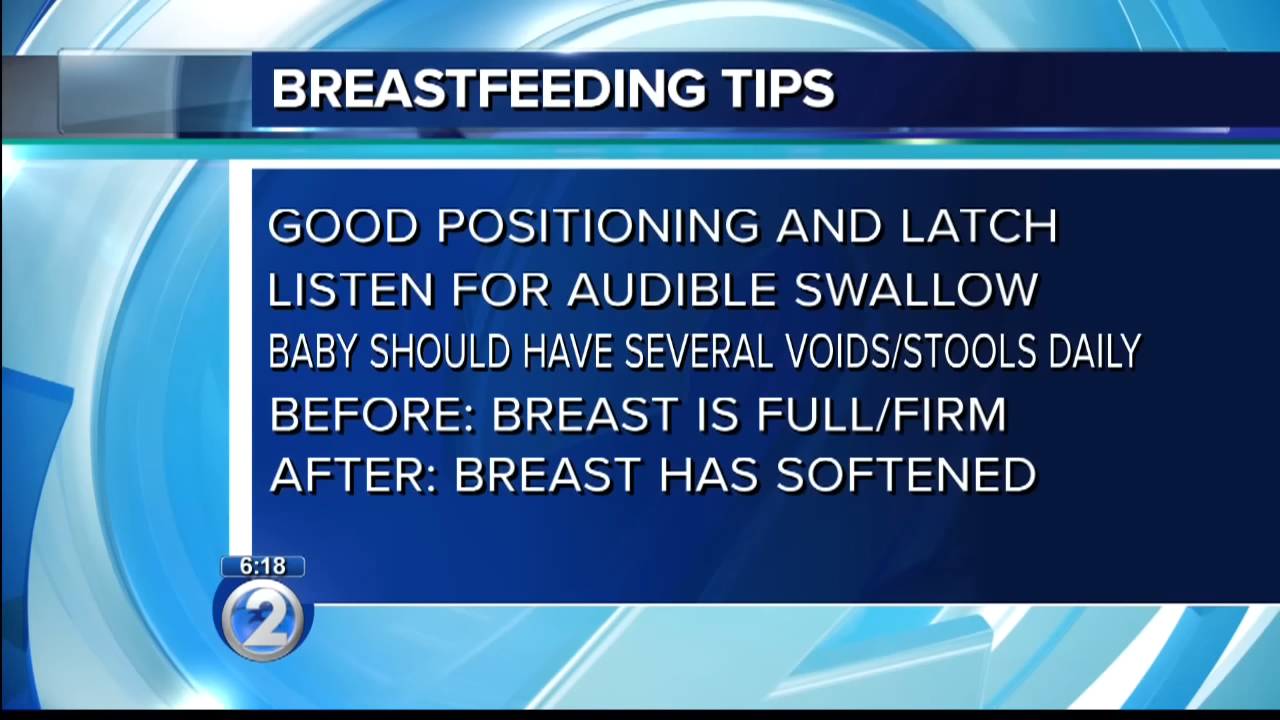 BREASTFEEDING TIPS
GOOD POSITIONING AND LATCH
LISTEN FOR AUDIBLE SWALLOW
BABY SHOULD HAVE SEVERAL VOIDS/STOOLS DAILY
BEFORE: BREAST IS FULL/FIRM
AFTER: BREAST HAS SOFTENED
6:18
2